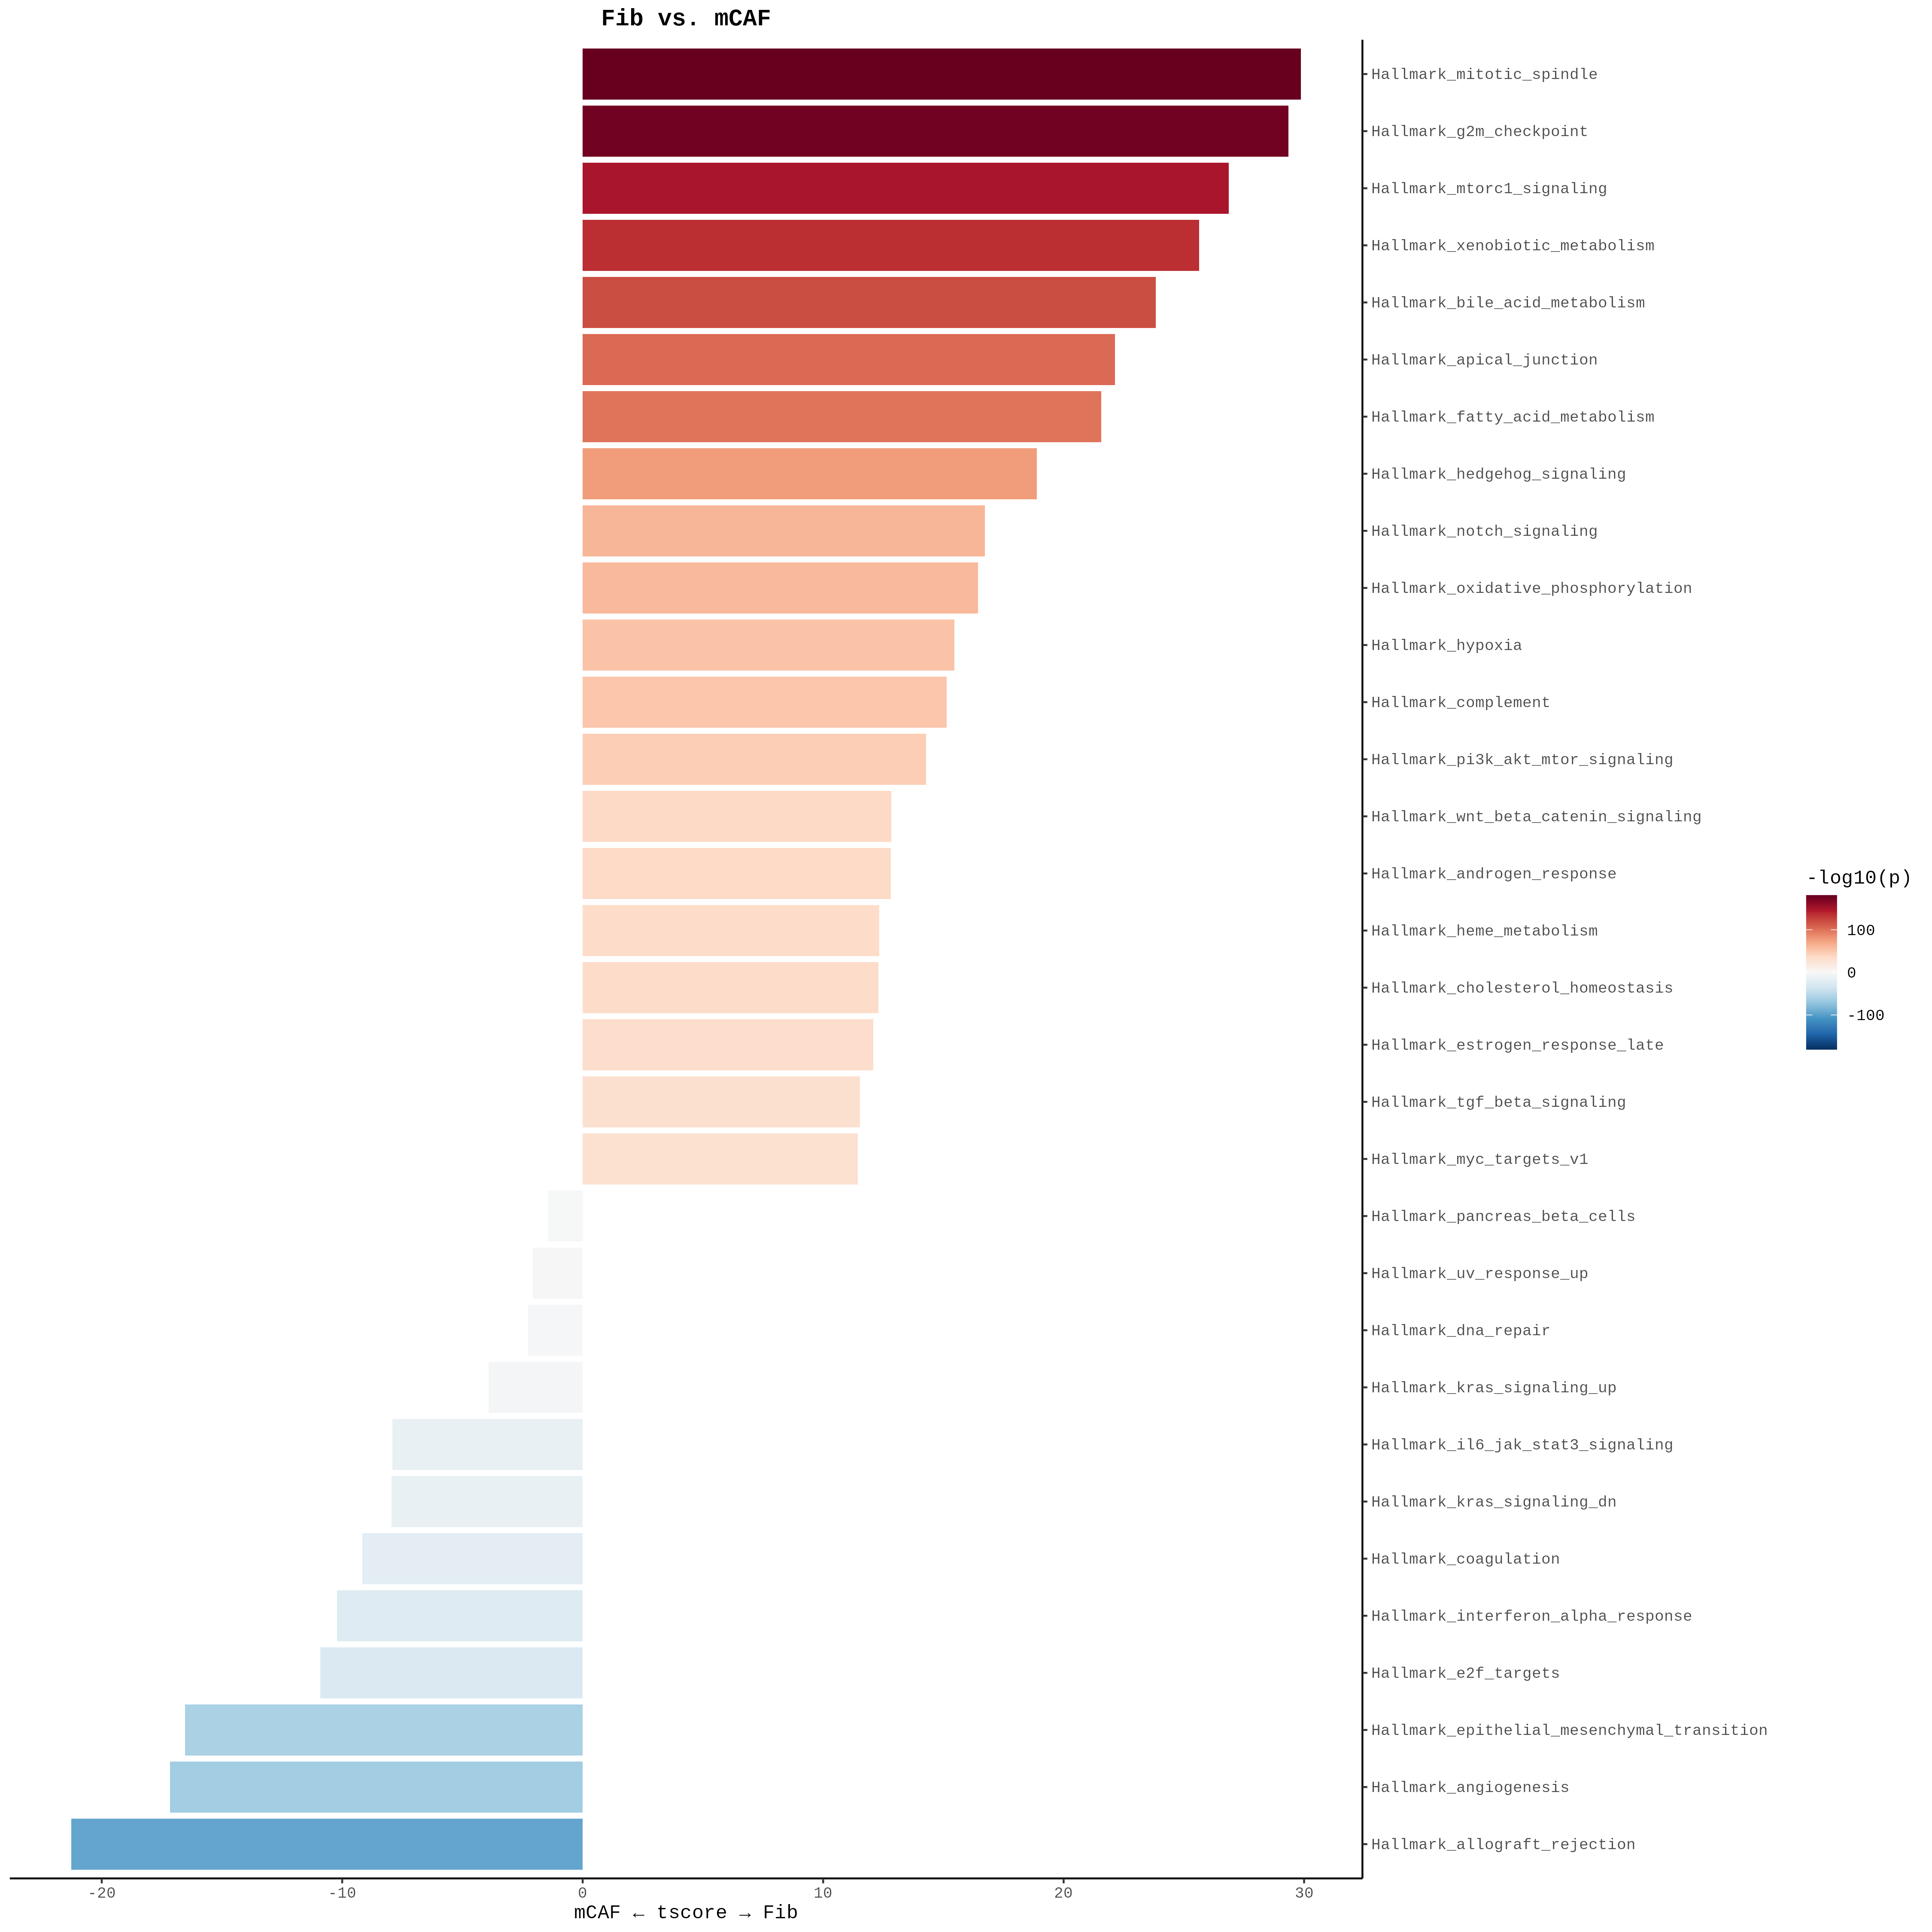 Fib vs. mCAF
Hallmark_mitotic_spindle
Hallmark_g2m_checkpoint
Hallmark_mtorc1_signaling
Hallmark_xenobiotic_metabolism
Hallmark_bile_acid_metabolism
Hallmark_apical_junction
Hallmark_fatty_acid_metabolism
Hallmark_hedgehog_signaling
Hallmark_notch_signaling
Hallmark_oxidative_phosphorylation
Hallmark_hypoxia
Hallmark_complement
Hallmark_pi3k_akt_mtor_signaling
Hallmark_wnt_beta_catenin_signaling
Hallmark_androgen_response
Hallmark_heme_metabolism
Hallmark_cholesterol_homeostasis
Hallmark_estrogen_response_late
Hallmark_tgf_beta_signaling
Hallmark_myc_targets_v1
Hallmark_pancreas_beta_cells
Hallmark_uv_response_up
Hallmark_dna_repair
Hallmark_kras_signaling_up
Hallmark_il6_jak_stat3_signaling
Hallmark_kras_signaling_dn
Hallmark_coagulation
Hallmark_interferon_alpha_response
Hallmark_e2f_targets
Hallmark_epithelial_mesenchymal_transition
Hallmark_angiogenesis
Hallmark_allograft_rejection
-20 -10 0 10 20 30
mCAF ← tscore → Fib
-log10(p)
100
0
-100